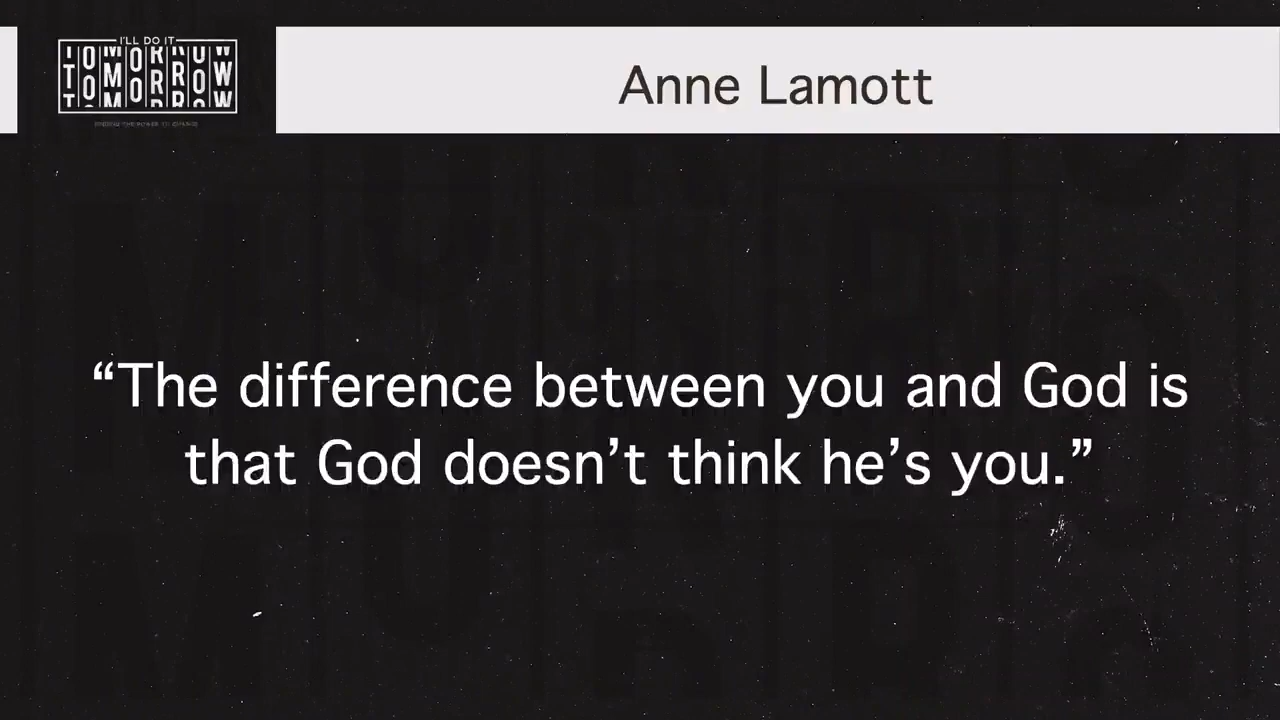 I'LL DO IT
TOMORROW
Anne Lamott
“The difference between you and God is
that God doesn’t think he’s you.”